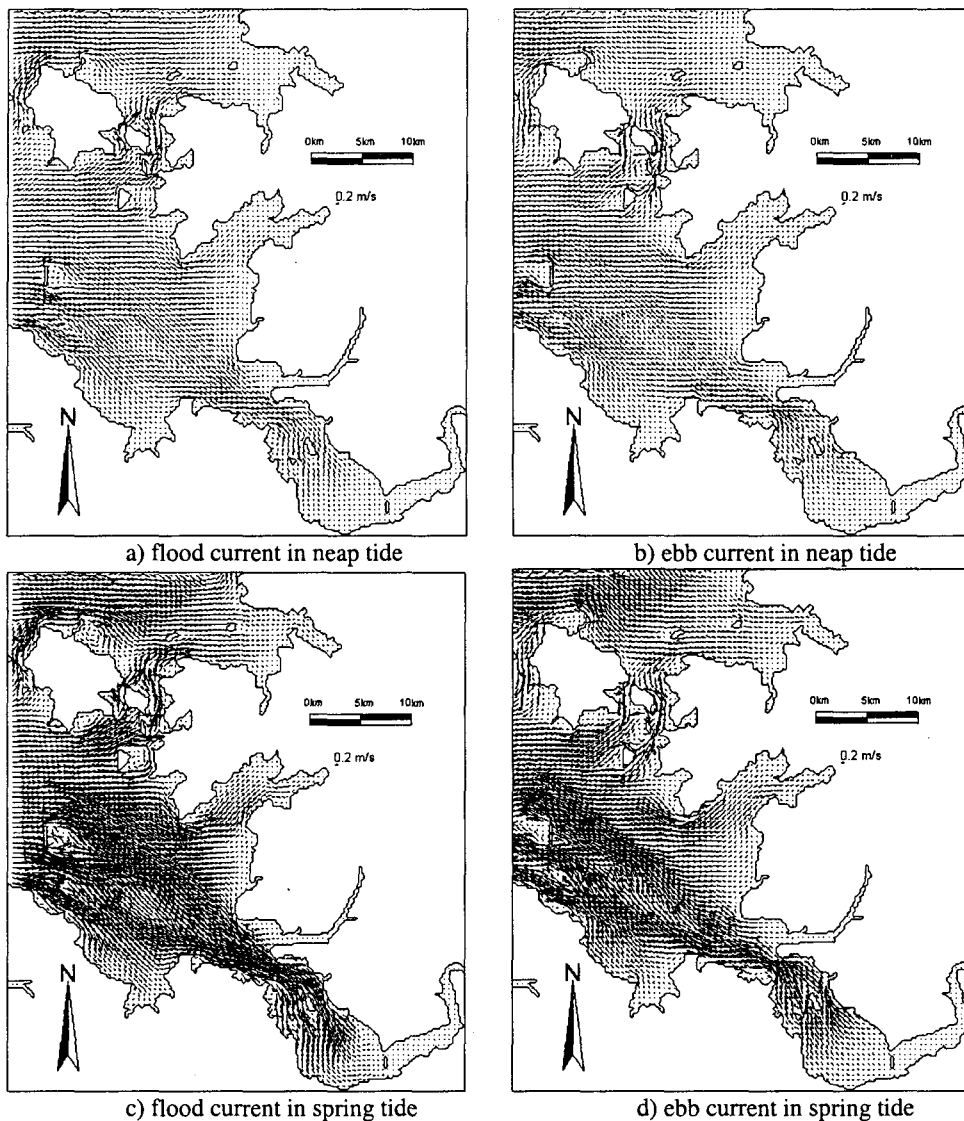 0km 5km 10km
0.2 m/s
N
a) flood current in neap tide
0km 5km 10km
0.2 m/s
N
b) ebb current in neap tide
0km 5km 10km
0.2 m/s
N
c) flood current in spring tide
0km 5km 10km
0.2 m/s
N
d) ebb current in spring tide